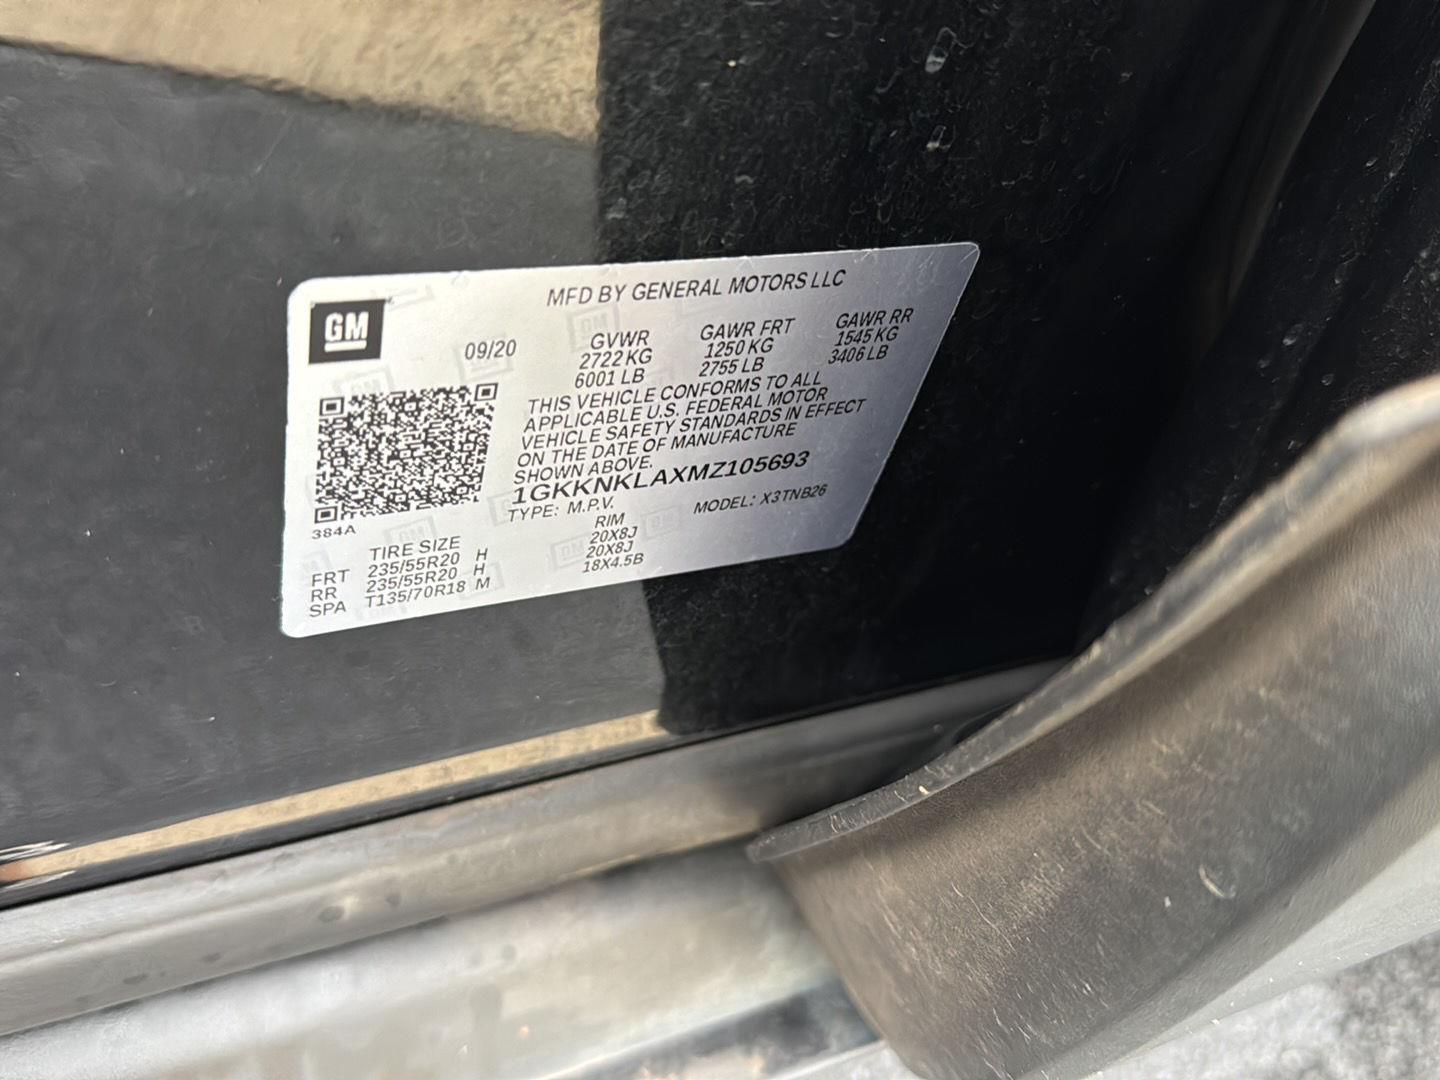 MFD BY GENERAL MOTORS LLC
GM
09/20
GVWR GAWR FRT GAWR RR
2722 KG 1250 KG 1545 KG
6001 LB 2755 LB 3406 LB
THIS VEHICLE CONFORMS TO ALL
APPLICABLE U.S. FEDERAL MOTOR
VEHICLE SAFETY STANDARDS IN EFFECT
ON THE DATE OF MANUFACTURE
SHOWN ABOVE.
1GKKNKLAXMZ105693
TYPE: M.P.V. MODEL: X3TNB26
384A
TIRE SIZE RIM
FRT 235/55R20 H 20X8J
RR 235/55R20 H 20X8J
SPA T135/70R18 M 18X4.5B